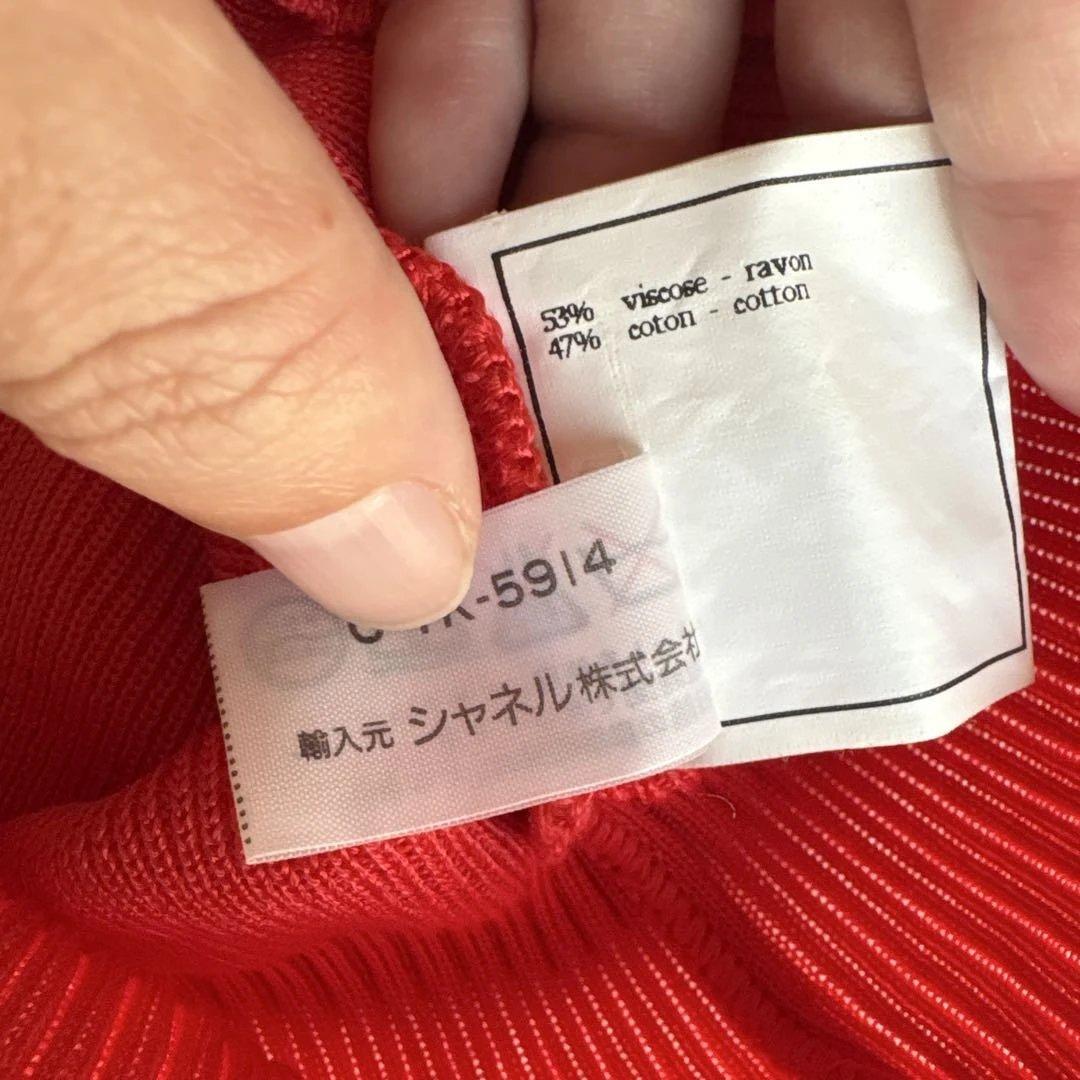 53% viscose - rayon
47% coton - cotton
-5914
輸入元 シャネル株式会社